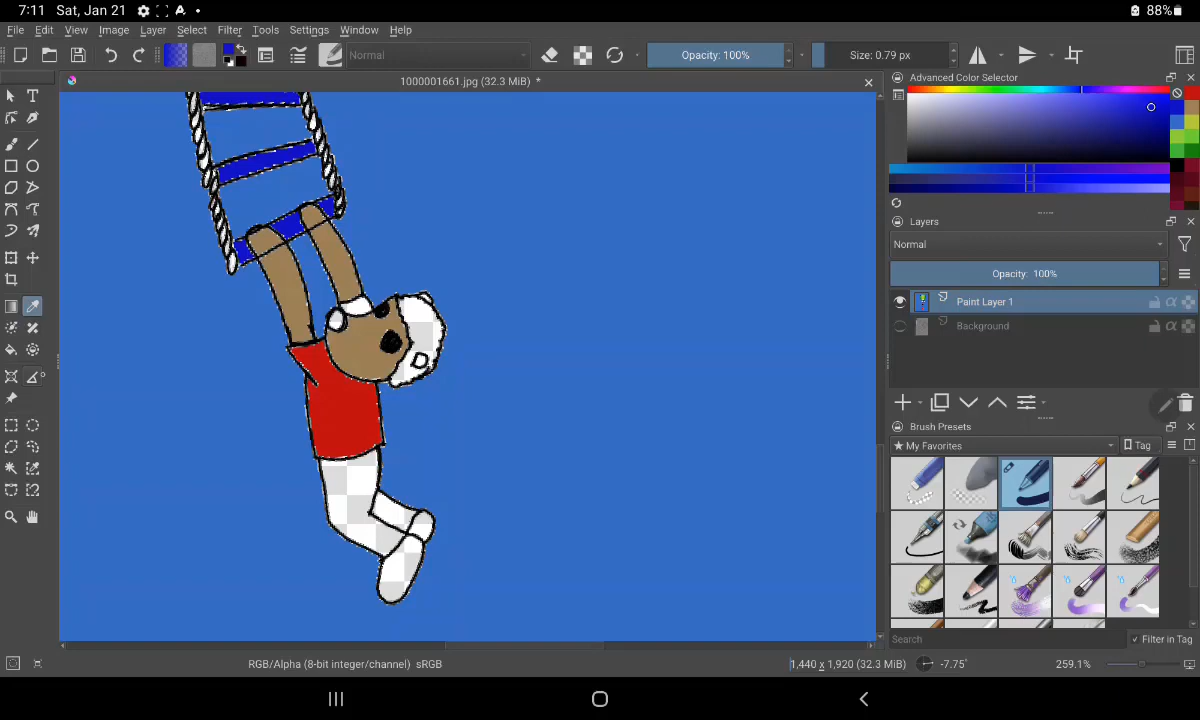 7:11 Sat, Jan 21
88%
File Edit View Image Layer Select Filter Tools Settings Window Help
Normal
Opacity: 100%
Size: 0.79 px
1000001661.jpg (32.3 MiB) *
Advanced Color Selector
Layers
Normal
Opacity: 100%
Paint Layer 1
Background
Brush Presets
★ My Favorites
Tag
Search
Filter in Tag
RGB/Alpha (8-bit integer/channel) sRGB
1,440 x 1,920 (32.3 MiB)
-7.75°
259.1%